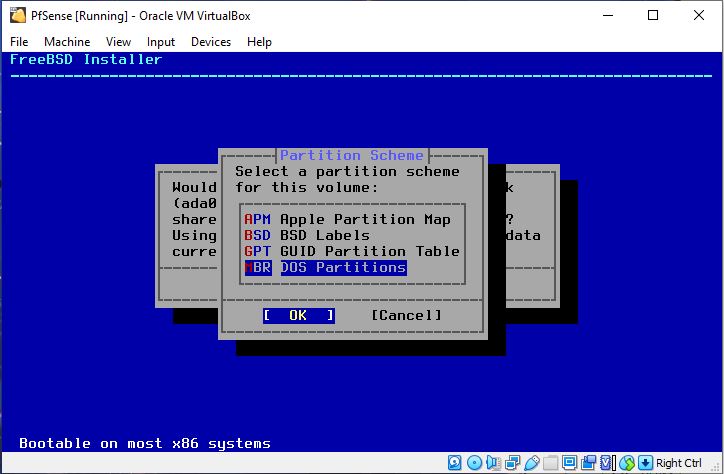 PfSense [Running] - Oracle VM VirtualBox
File Machine View Input Devices Help
FreeBSD Installer
Partition Scheme
Select a partition scheme
for this volume:
Would
k
(ada0
share
?
Using
data
curre
APM Apple Partition Map
BSD BSD Labels
GPT GUID Partition Table
MBR DOS Partitions
[ OK ] [Cancel]
Bootable on most x86 systems
Right Ctrl